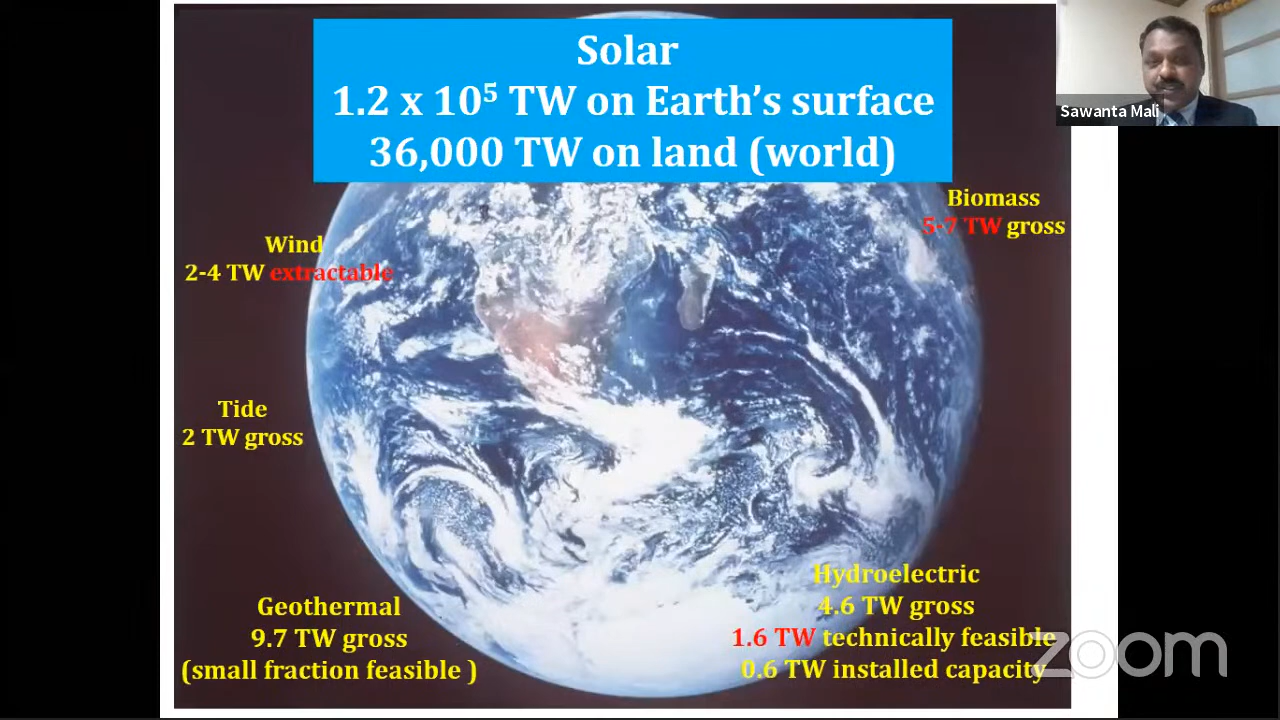 Solar
1.2 x 10⁵ TW on Earth's surface
36,000 TW on land (world)
Sawanta Mali
Biomass
5-7 TW gross
Wind
2-4 TW extractable
Tide
2 TW gross
Geothermal
9.7 TW gross
(small fraction feasible )
Hydroelectric
4.6 TW gross
1.6 TW technically feasible
0.6 TW installed capacity
zoom